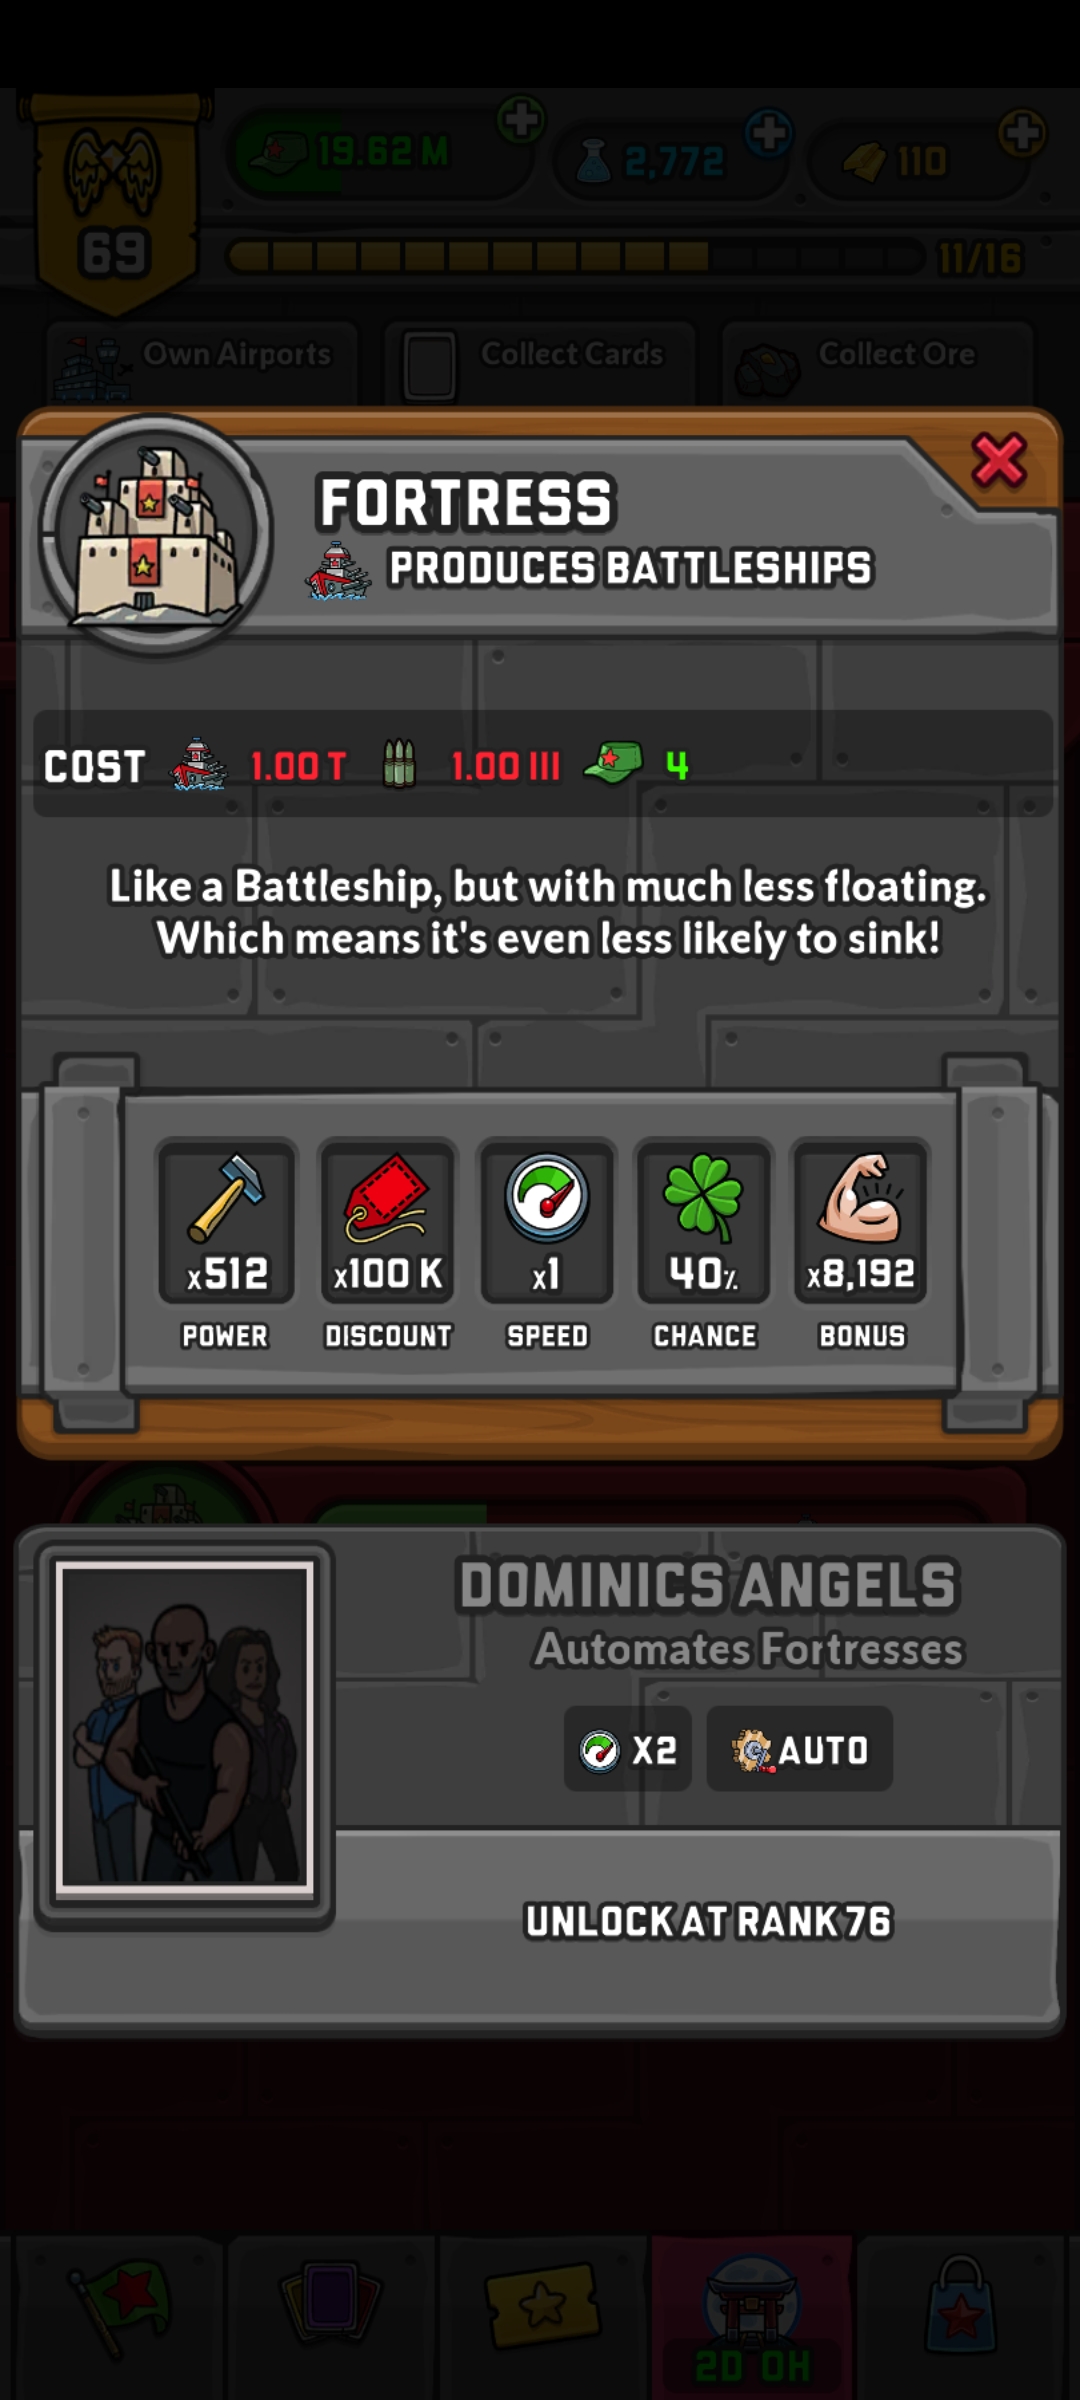 19.62 M
2,772
110
69
11/16
Own Airports
Collect Cards
Collect Ore
FORTRESS
PRODUCES BATTLESHIPS
COST 1.00 T 1.00 III 4
Like a Battleship, but with much less floating.
Which means it's even less likely to sink!
x512
x100 K
x1
40%
x8,192
POWER
DISCOUNT
SPEED
CHANCE
BONUS
DOMINICS ANGELS
Automates Fortresses
X2
AUTO
UNLOCK AT RANK 76
2D 0H